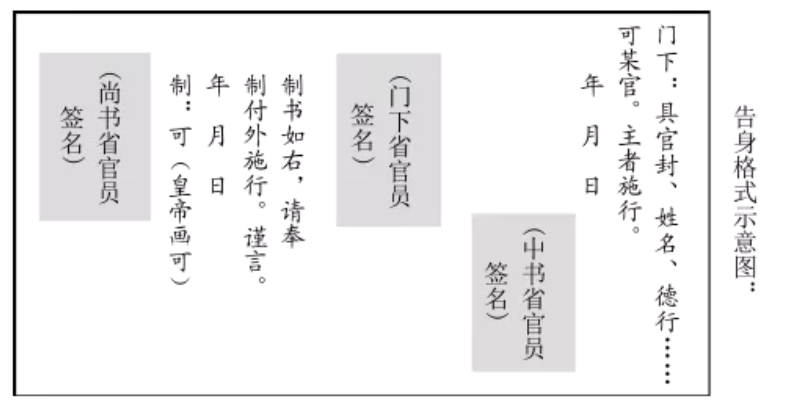 告身格式示意图：
门下：具官封、姓名、德行……
可某官。主者施行。
年 月 日
（中书省官员
签名）
（门下省官员
签名）
制书如右，请奉
制付外施行。谨言。
年 月 日
制：可（皇帝画可）
（尚书省官员
签名）